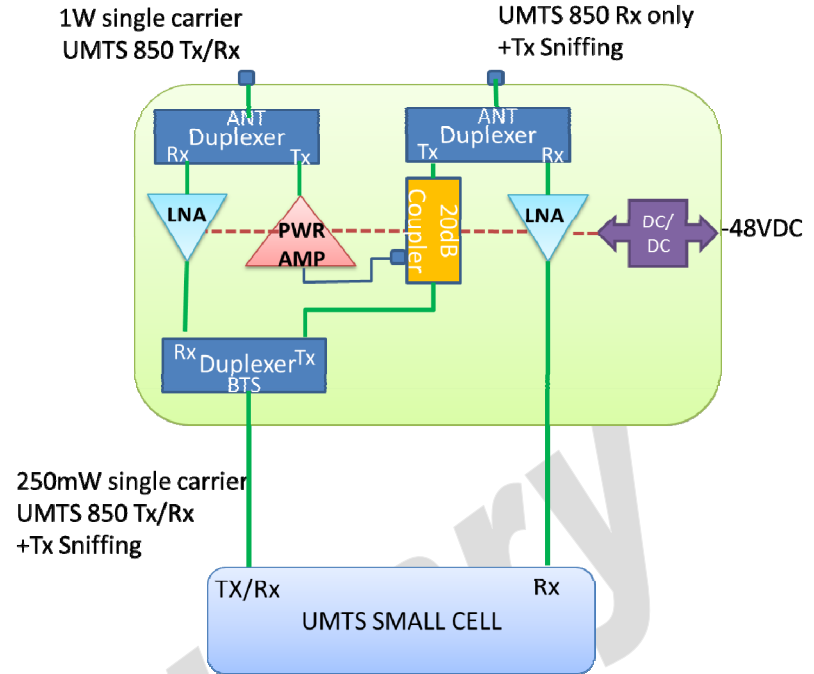 1W single carrier
UMTS 850 Tx/Rx
UMTS 850 Rx only
+Tx Sniffing
ANT
Duplexer
Rx
Tx
ANT
Duplexer
Tx
Rx
LNA
PWR
AMP
20dB
Coupler
LNA
DC/
DC
-48VDC
Rx
Duplexer
Tx
BTS
250mW single carrier
UMTS 850 Tx/Rx
+Tx Sniffing
TX/Rx
Rx
UMTS SMALL CELL